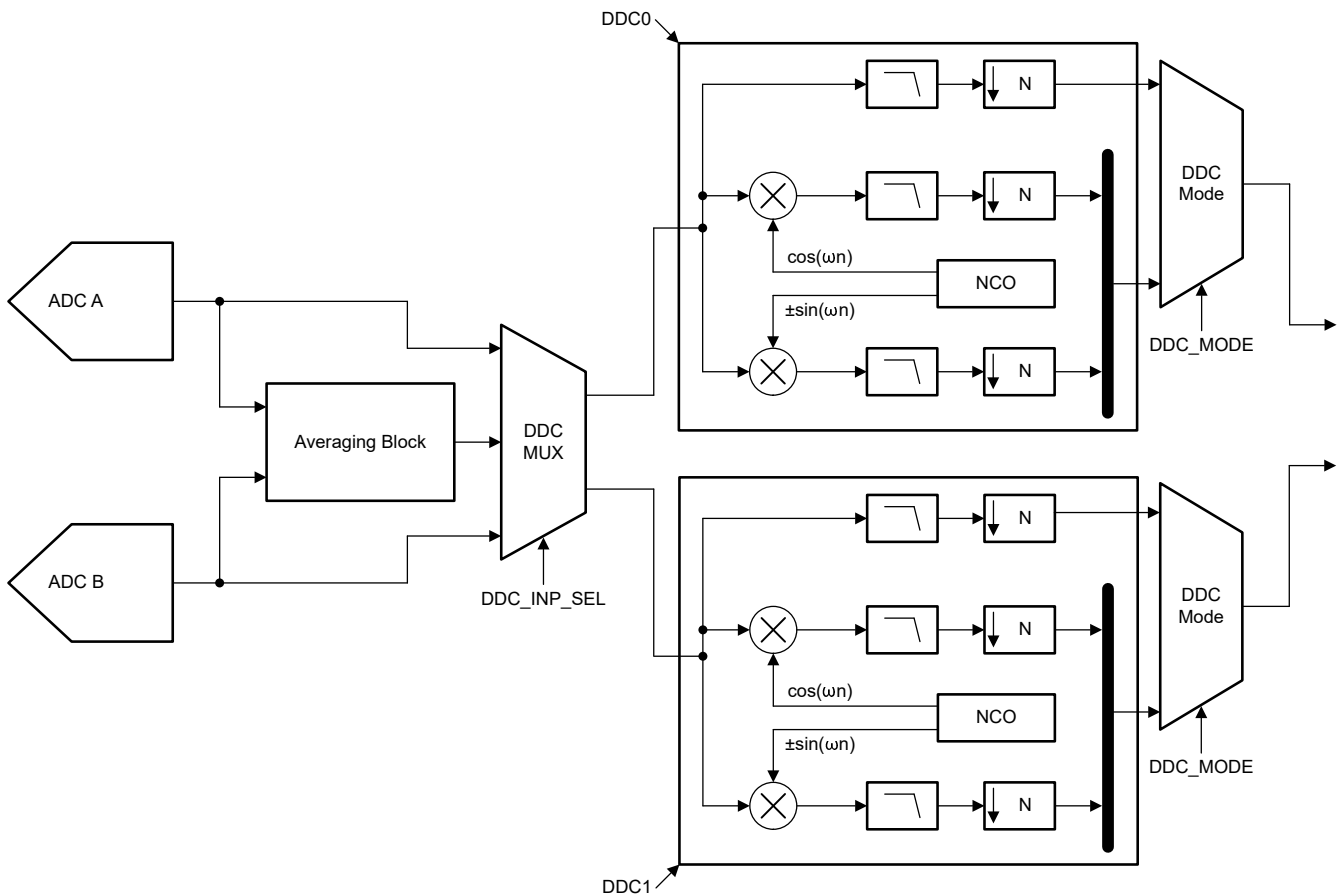 DDC0
N
DDC
Mode
N
cos(ωn)
NCO
ADC A
±sin(ωn)
DDC_MODE
N
Averaging Block
DDC
MUX
N
ADC B
DDC_INP_SEL
DDC
Mode
N
cos(ωn)
NCO
±sin(ωn)
DDC_MODE
N
DDC1